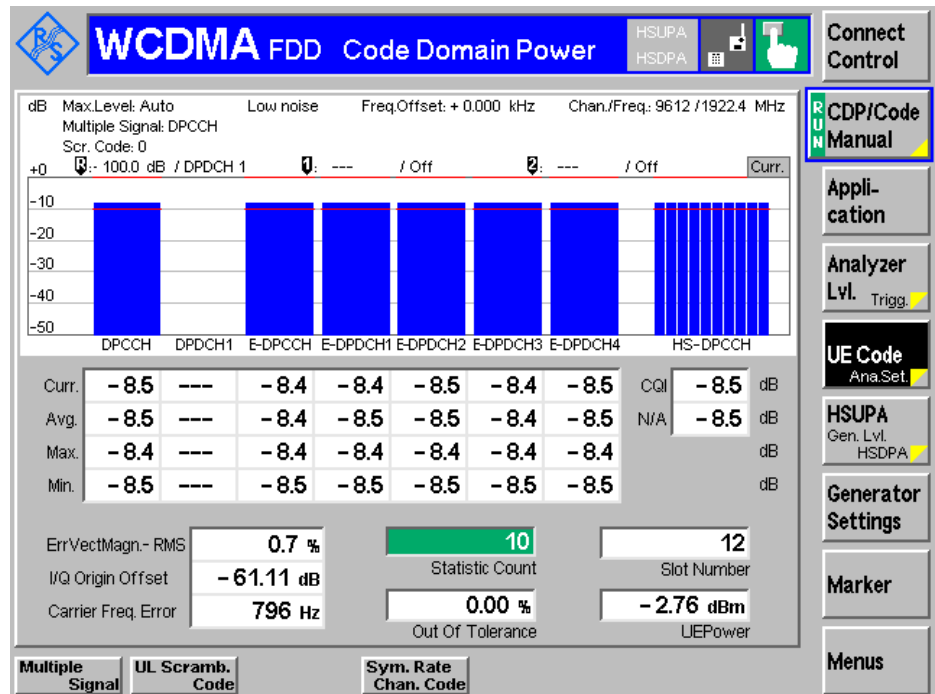 R&S
WCDMA FDD Code Domain Power
HSUPA
HSDPA
Connect
Control
dB Max.Level: Auto Low noise Freq.Offset: + 0.000 kHz Chan./Freq.: 9612 /1922.4 MHz
Multiple Signal: DPCCH
Scr. Code: 0
+0 R:- 100.0 dB / DPDCH 1 1: --- / Off 2: --- / Off Curr.
-10
-20
-30
-40
-50
DPCCH DPDCH1 E-DPCCH E-DPDCH1 E-DPDCH2 E-DPDCH3 E-DPDCH4 HS-DPCCH
Curr. -8.5 --- -8.4 -8.4 -8.5 -8.4 -8.5 CQI -8.5 dB
Avg. -8.5 --- -8.4 -8.4 -8.5 -8.4 -8.5 N/A -8.5 dB
Max. -8.4 --- -8.4 -8.4 -8.4 -8.4 -8.4 dB
Min. -8.5 --- -8.5 -8.5 -8.5 -8.5 -8.5 dB
ErrVectMagn.- RMS 0.7 %
I/Q Origin Offset -61.11 dB
Carrier Freq. Error 796 Hz
10
Statistic Count
0.00 %
Out Of Tolerance
12
Slot Number
-2.76 dBm
UEPower
RUN
CDP/Code
Manual
Appli-
cation
Analyzer
Lvl. Trigg.
UE Code
Ana.Set.
HSUPA
Gen. Lvl.
HSDPA
Generator
Settings
Marker
Menus
Multiple
Signal
UL Scramb.
Code
Sym. Rate
Chan. Code